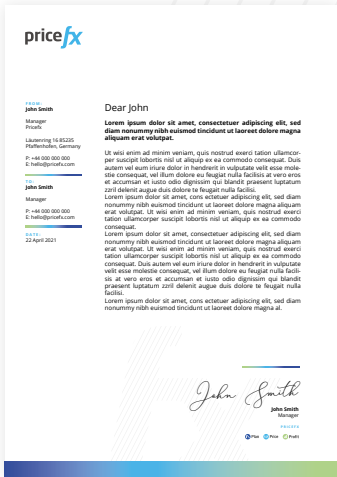 pricefx
FROM:
John Smith
Manager
Pricefx
Läutenring 16 85235
Pfaffenhofen, Germany
P: +44 000 000 000
E: hello@pricefx.com
TO:
John Smith
Manager
P: +44 000 000 000
E: hello@pricefx.com
DATE:
22 April 2021
Dear John
Lorem ipsum dolor sit amet, consectetuer adipiscing elit, sed
diam nonummy nibh euismod tincidunt ut laoreet dolore magna
aliquam erat volutpat.
Ut wisi enim ad minim veniam, quis nostrud exerci tation ullamcor-
per suscipit lobortis nisl ut aliquip ex ea commodo consequat. Duis
autem vel eum iriure dolor in hendrerit in vulputate velit esse mole-
stie consequat, vel illum dolore eu feugiat nulla facilisis at vero eros
et accumsan et iusto odio dignissim qui blandit praesent luptatum
zzril delenit augue duis dolore te feugait nulla facilisi.
Lorem ipsum dolor sit amet, cons ectetuer adipiscing elit, sed diam
nonummy nibh euismod tincidunt ut laoreet dolore magna aliquam
erat volutpat. Ut wisi enim ad minim veniam, quis nostrud exerci
tation ullamcorper suscipit lobortis nisl ut aliquip ex ea commodo
consequat.
Lorem ipsum dolor sit amet, cons ectetuer adipiscing elit, sed diam
nonummy nibh euismod tincidunt ut laoreet dolore magna aliquam
erat volutpat. Ut wisi enim ad minim veniam, quis nostrud exerci
tation ullamcorper suscipit lobortis nisl ut aliquip ex ea commodo
consequat. Duis autem vel eum iriure dolor in hendrerit in vulputate
velit esse molestie consequat, vel illum dolore eu feugiat nulla facili-
sis at vero eros et accumsan et iusto odio dignissim qui blandit
praesent luptatum zzril delenit augue duis dolore te feugait nulla
facilisi.
Lorem ipsum dolor sit amet, cons ectetuer adipiscing elit, sed diam
nonummy nibh euismod tincidunt ut laoreet dolore magna al.
John Smith
John Smith
Manager
PRICEFX
Plan Price Profit